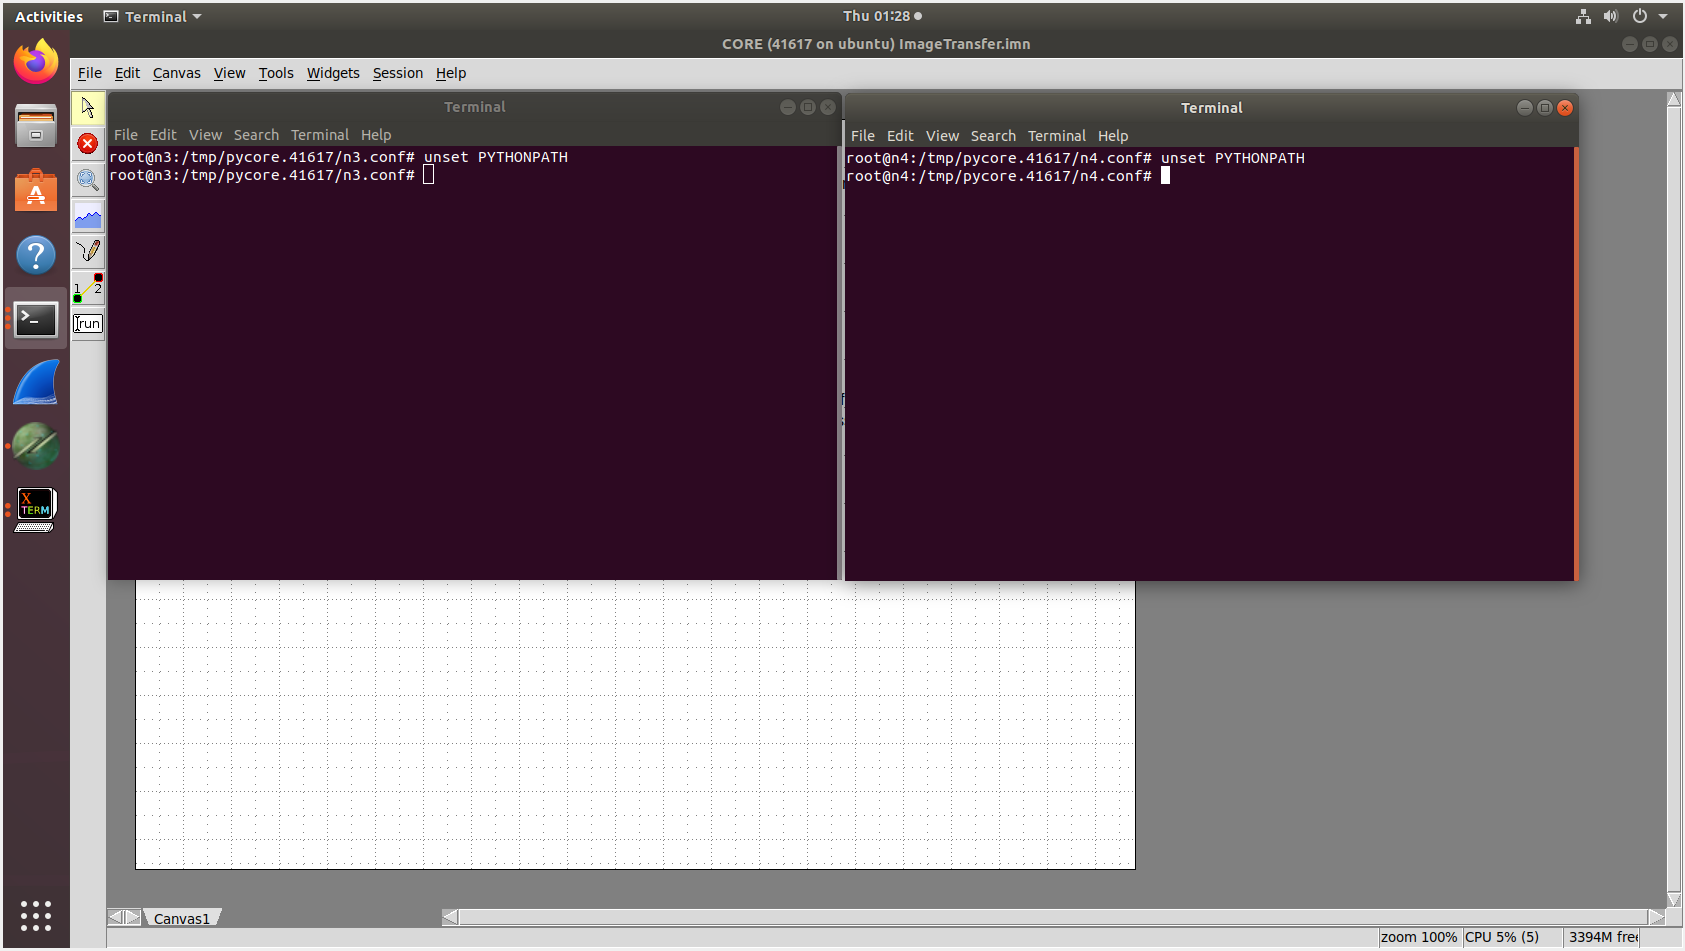 Activities Terminal Thu 01:28
CORE (41617 on ubuntu) ImageTransfer.imn
File Edit Canvas View Tools Widgets Session Help
Terminal
File Edit View Search Terminal Help
root@n3:/tmp/pycore.41617/n3.conf# unset PYTHONPATH
root@n3:/tmp/pycore.41617/n3.conf#
Terminal
File Edit View Search Terminal Help
root@n4:/tmp/pycore.41617/n4.conf# unset PYTHONPATH
root@n4:/tmp/pycore.41617/n4.conf#
1 2
run
X
TERM
Canvas1
zoom 100% CPU 5% (5) 3394M free